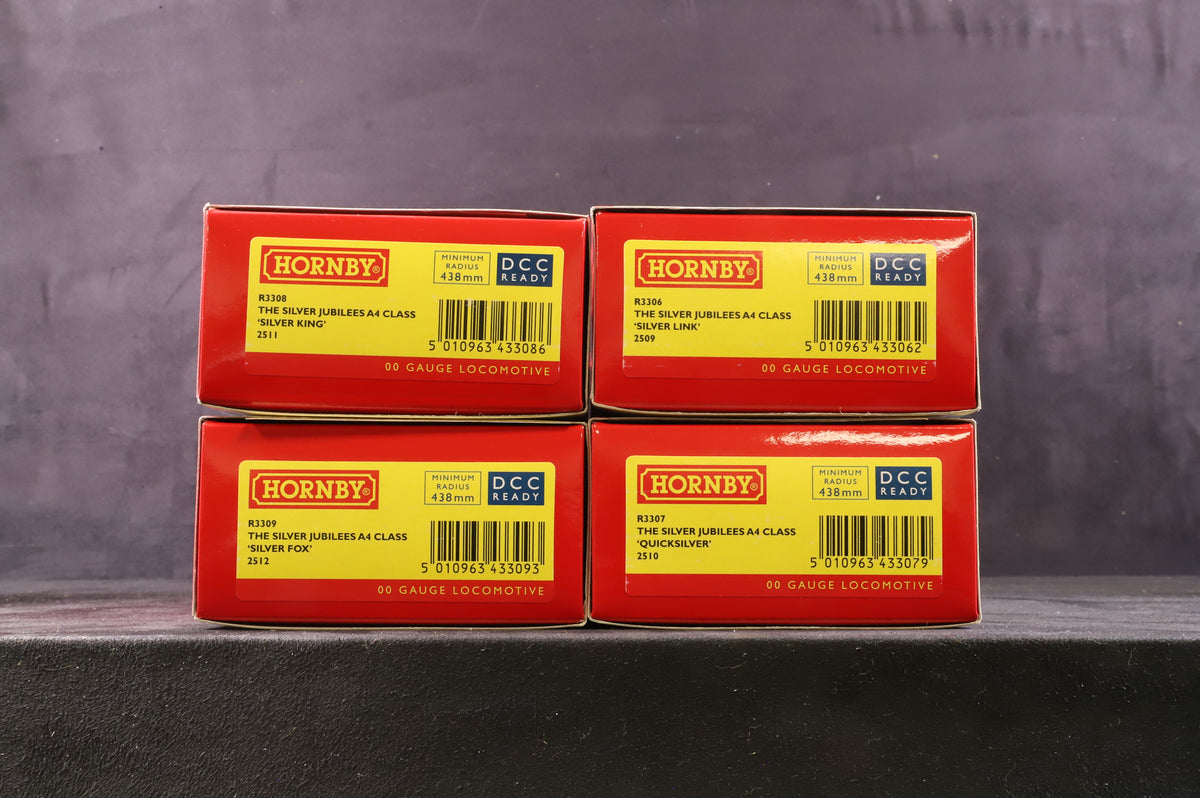 HORNBY®
MINIMUM
RADIUS
438mm
DCC
READY
R3308
THE SILVER JUBILEES A4 CLASS
'SILVER KING'
2511
5 010963 433086
00 GAUGE LOCOMOTIVE
HORNBY®
MINIMUM
RADIUS
438mm
DCC
READY
R3306
THE SILVER JUBILEES A4 CLASS
'SILVER LINK'
2509
5 010963 433062
00 GAUGE LOCOMOTIVE
HORNBY®
MINIMUM
RADIUS
438mm
DCC
READY
R3309
THE SILVER JUBILEES A4 CLASS
'SILVER FOX'
2512
5 010963 433093
00 GAUGE LOCOMOTIVE
HORNBY®
MINIMUM
RADIUS
438mm
DCC
READY
R3307
THE SILVER JUBILEES A4 CLASS
'QUICKSILVER'
2510
5 010963 433079
00 GAUGE LOCOMOTIVE